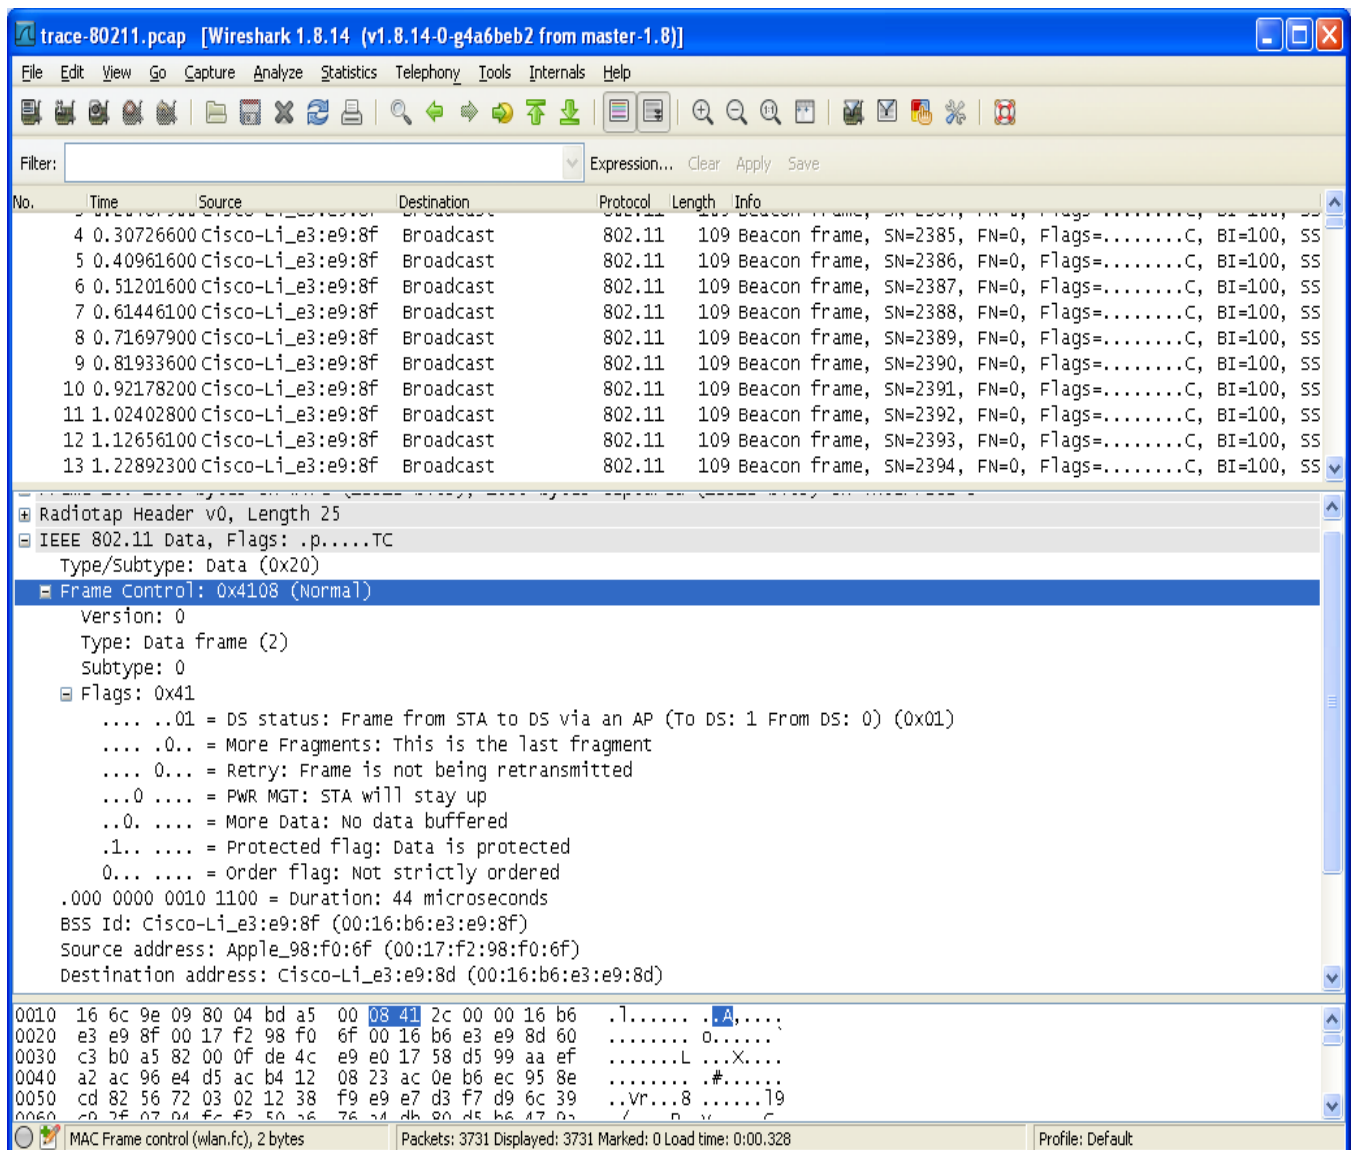 trace-80211.pcap [Wireshark 1.8.14 (v1.8.14-0-g4a6beb2 from master-1.8)]
File Edit View Go Capture Analyze Statistics Telephony Tools Internals Help
Filter: Expression... Clear Apply Save
No. Time Source Destination Protocol Length Info
4 0.30726600 Cisco-Li_e3:e9:8f Broadcast 802.11 109 Beacon frame, SN=2385, FN=0, Flags=........C, BI=100, SS
5 0.40961600 Cisco-Li_e3:e9:8f Broadcast 802.11 109 Beacon frame, SN=2386, FN=0, Flags=........C, BI=100, SS
6 0.51201600 Cisco-Li_e3:e9:8f Broadcast 802.11 109 Beacon frame, SN=2387, FN=0, Flags=........C, BI=100, SS
7 0.61446100 Cisco-Li_e3:e9:8f Broadcast 802.11 109 Beacon frame, SN=2388, FN=0, Flags=........C, BI=100, SS
8 0.71697900 Cisco-Li_e3:e9:8f Broadcast 802.11 109 Beacon frame, SN=2389, FN=0, Flags=........C, BI=100, SS
9 0.81933600 Cisco-Li_e3:e9:8f Broadcast 802.11 109 Beacon frame, SN=2390, FN=0, Flags=........C, BI=100, SS
10 0.92178200 Cisco-Li_e3:e9:8f Broadcast 802.11 109 Beacon frame, SN=2391, FN=0, Flags=........C, BI=100, SS
11 1.02402800 Cisco-Li_e3:e9:8f Broadcast 802.11 109 Beacon frame, SN=2392, FN=0, Flags=........C, BI=100, SS
12 1.12656100 Cisco-Li_e3:e9:8f Broadcast 802.11 109 Beacon frame, SN=2393, FN=0, Flags=........C, BI=100, SS
13 1.22892300 Cisco-Li_e3:e9:8f Broadcast 802.11 109 Beacon frame, SN=2394, FN=0, Flags=........C, BI=100, SS
Radiotap Header v0, Length 25
IEEE 802.11 Data, Flags: .p.....TC
Type/Subtype: Data (0x20)
Frame Control: 0x4108 (Normal)
Version: 0
Type: Data frame (2)
Subtype: 0
Flags: 0x41
.... ..01 = DS status: Frame from STA to DS via an AP (To DS: 1 From DS: 0) (0x01)
.... .0.. = More Fragments: This is the last fragment
.... 0... = Retry: Frame is not being retransmitted
...0 .... = PWR MGT: STA will stay up
..0. .... = More Data: No data buffered
.1.. .... = Protected flag: Data is protected
0... .... = Order flag: Not strictly ordered
.000 0000 0010 1100 = Duration: 44 microseconds
BSS Id: Cisco-Li_e3:e9:8f (00:16:b6:e3:e9:8f)
Source address: Apple_98:f0:6f (00:17:f2:98:f0:6f)
Destination address: Cisco-Li_e3:e9:8d (00:16:b6:e3:e9:8d)
0010 16 6c 9e 09 80 04 bd a5 00 08 41 2c 00 00 16 b6 .l...... ..A,....
0020 e3 e9 8f 00 17 f2 98 f0 6f 00 16 b6 e3 e9 8d 60 ........ o......`
0030 c3 b0 a5 82 00 0f de 4c e9 e0 17 58 d5 99 aa ef .......L ...X....
0040 a2 ac 96 e4 d5 ac b4 12 08 23 ac 0e b6 ec 95 8e ........ .#......
0050 cd 82 56 72 03 02 12 38 f9 e9 e7 d3 f7 d9 6c 39 ..Vr...8 ......l9
MAC Frame control (wlan.fc), 2 bytes Packets: 3731 Displayed: 3731 Marked: 0 Load time: 0:00.328 Profile: Default